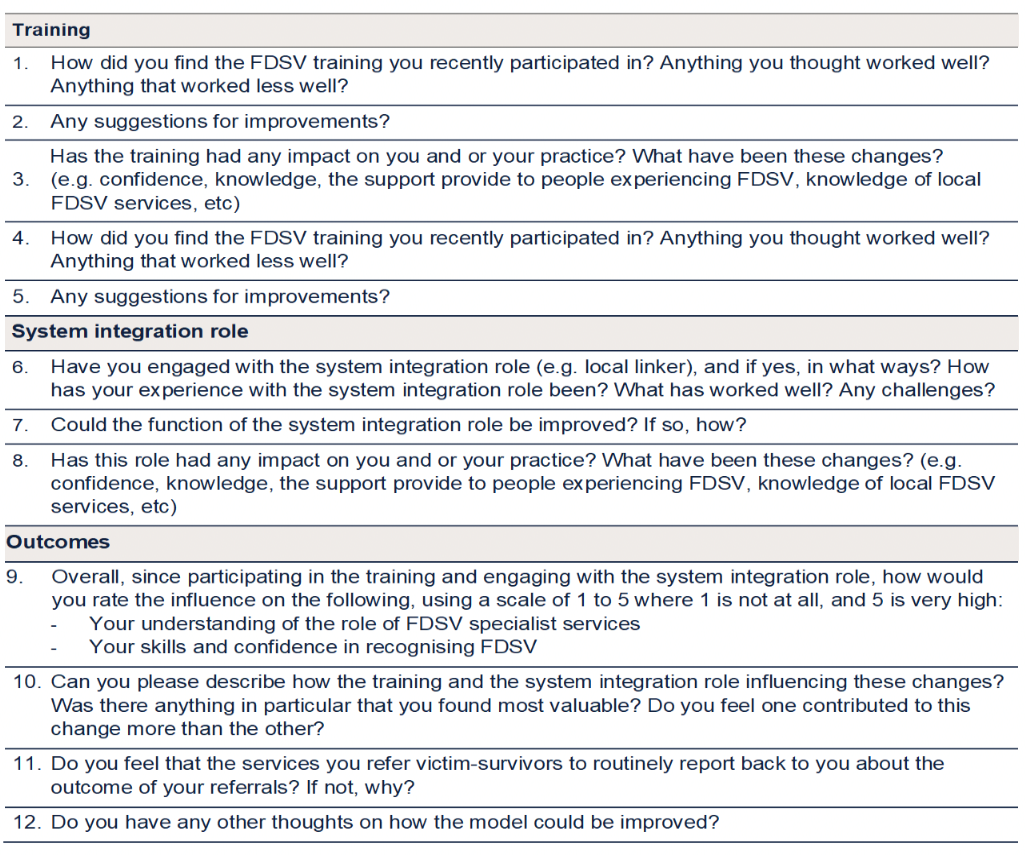 Training
1. How did you find the FDSV training you recently participated in? Anything you thought worked well?
Anything that worked less well?
2. Any suggestions for improvements?
Has the training had any impact on you and or your practice? What have been these changes?
3. (e.g. confidence, knowledge, the support provide to people experiencing FDSV, knowledge of local
FDSV services, etc)
4. How did you find the FDSV training you recently participated in? Anything you thought worked well?
Anything that worked less well?
5. Any suggestions for improvements?
System integration role
6. Have you engaged with the system integration role (e.g. local linker), and if yes, in what ways? How
has your experience with the system integration role been? What has worked well? Any challenges?
7. Could the function of the system integration role be improved? If so, how?
8. Has this role had any impact on you and or your practice? What have been these changes? (e.g.
confidence, knowledge, the support provide to people experiencing FDSV, knowledge of local FDSV
services, etc)
Outcomes
9. Overall, since participating in the training and engaging with the system integration role, how would
you rate the influence on the following, using a scale of 1 to 5 where 1 is not at all, and 5 is very high:
- Your understanding of the role of FDSV specialist services
- Your skills and confidence in recognising FDSV
10. Can you please describe how the training and the system integration role influencing these changes?
Was there anything in particular that you found most valuable? Do you feel one contributed to this
change more than the other?
11. Do you feel that the services you refer victim-survivors to routinely report back to you about the
outcome of your referrals? If not, why?
12. Do you have any other thoughts on how the model could be improved?